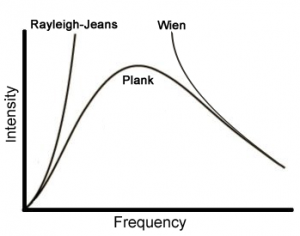 Rayleigh-Jeans
Wien
Plank
Intensity
Frequency